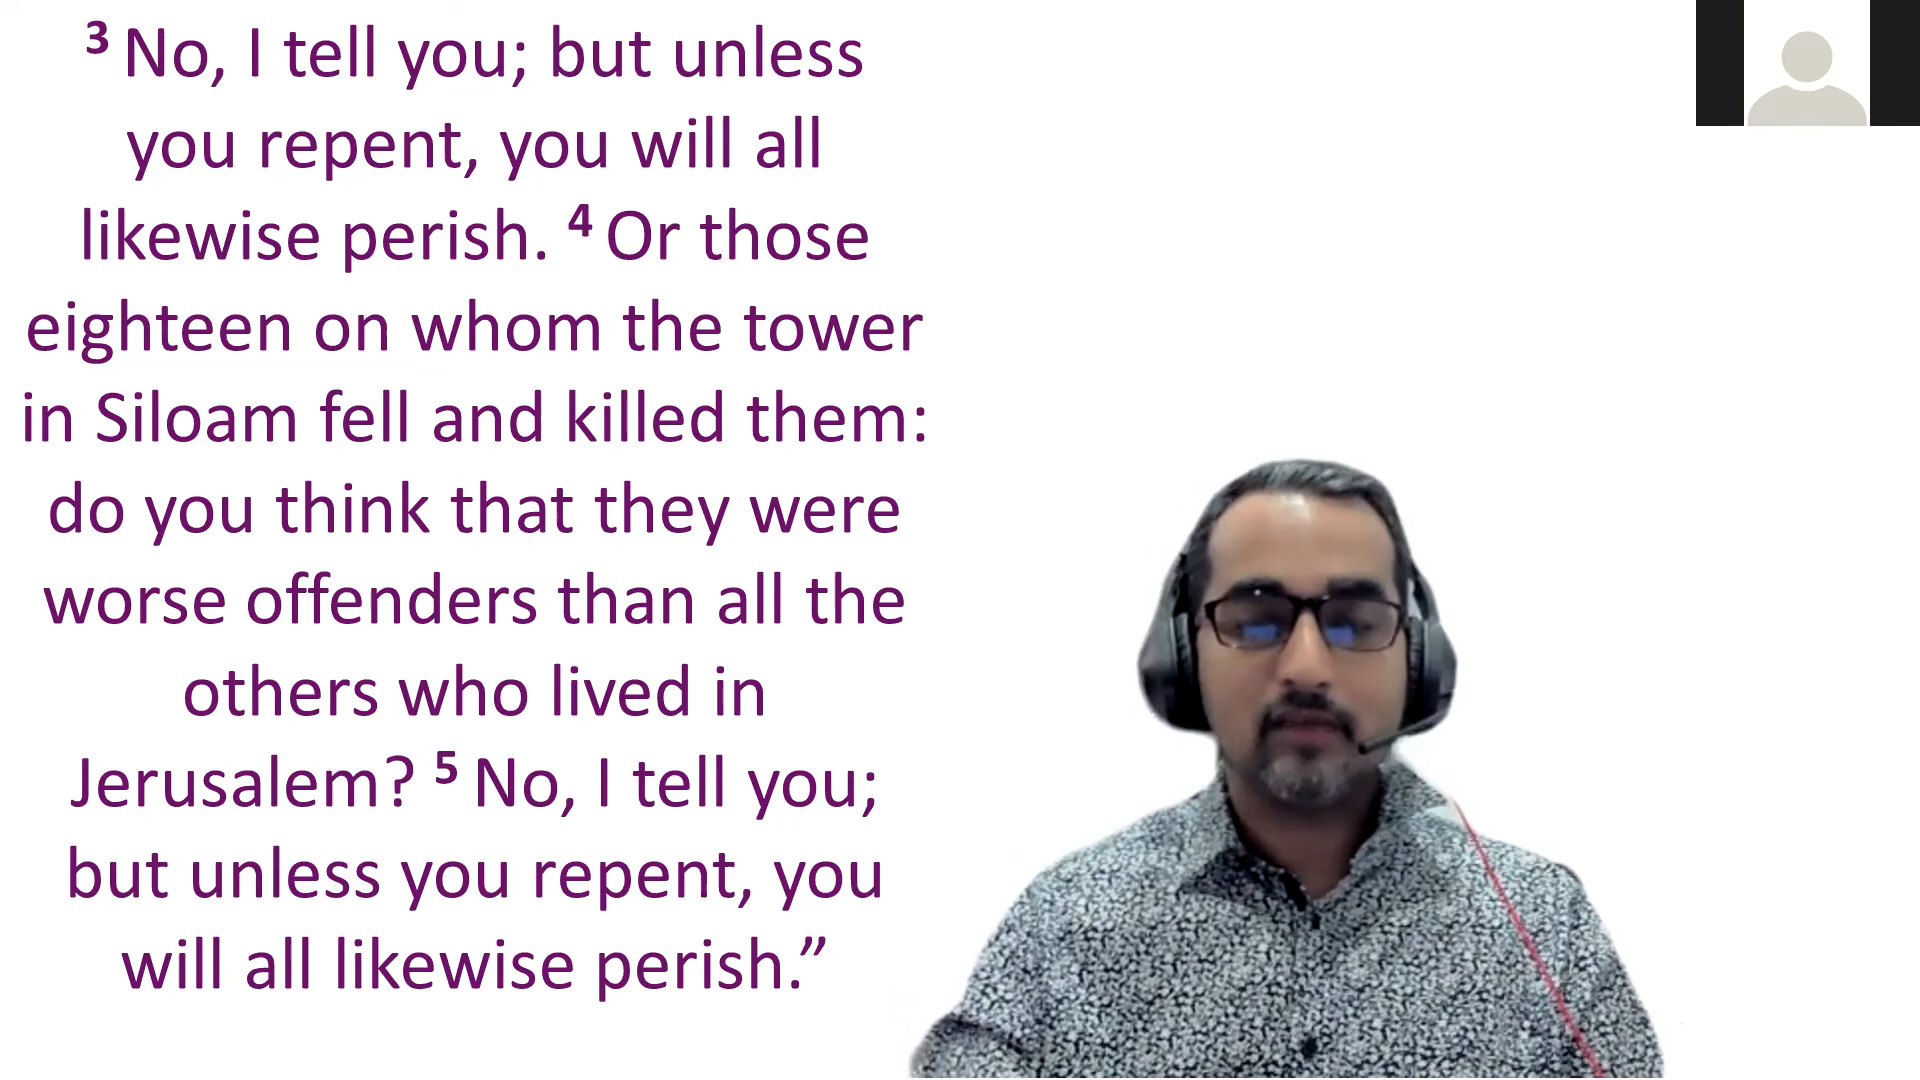 3 No, I tell you; but unless
you repent, you will all
likewise perish. 4 Or those
eighteen on whom the tower
in Siloam fell and killed them:
do you think that they were
worse offenders than all the
others who lived in
Jerusalem? 5 No, I tell you;
but unless you repent, you
will all likewise perish.”